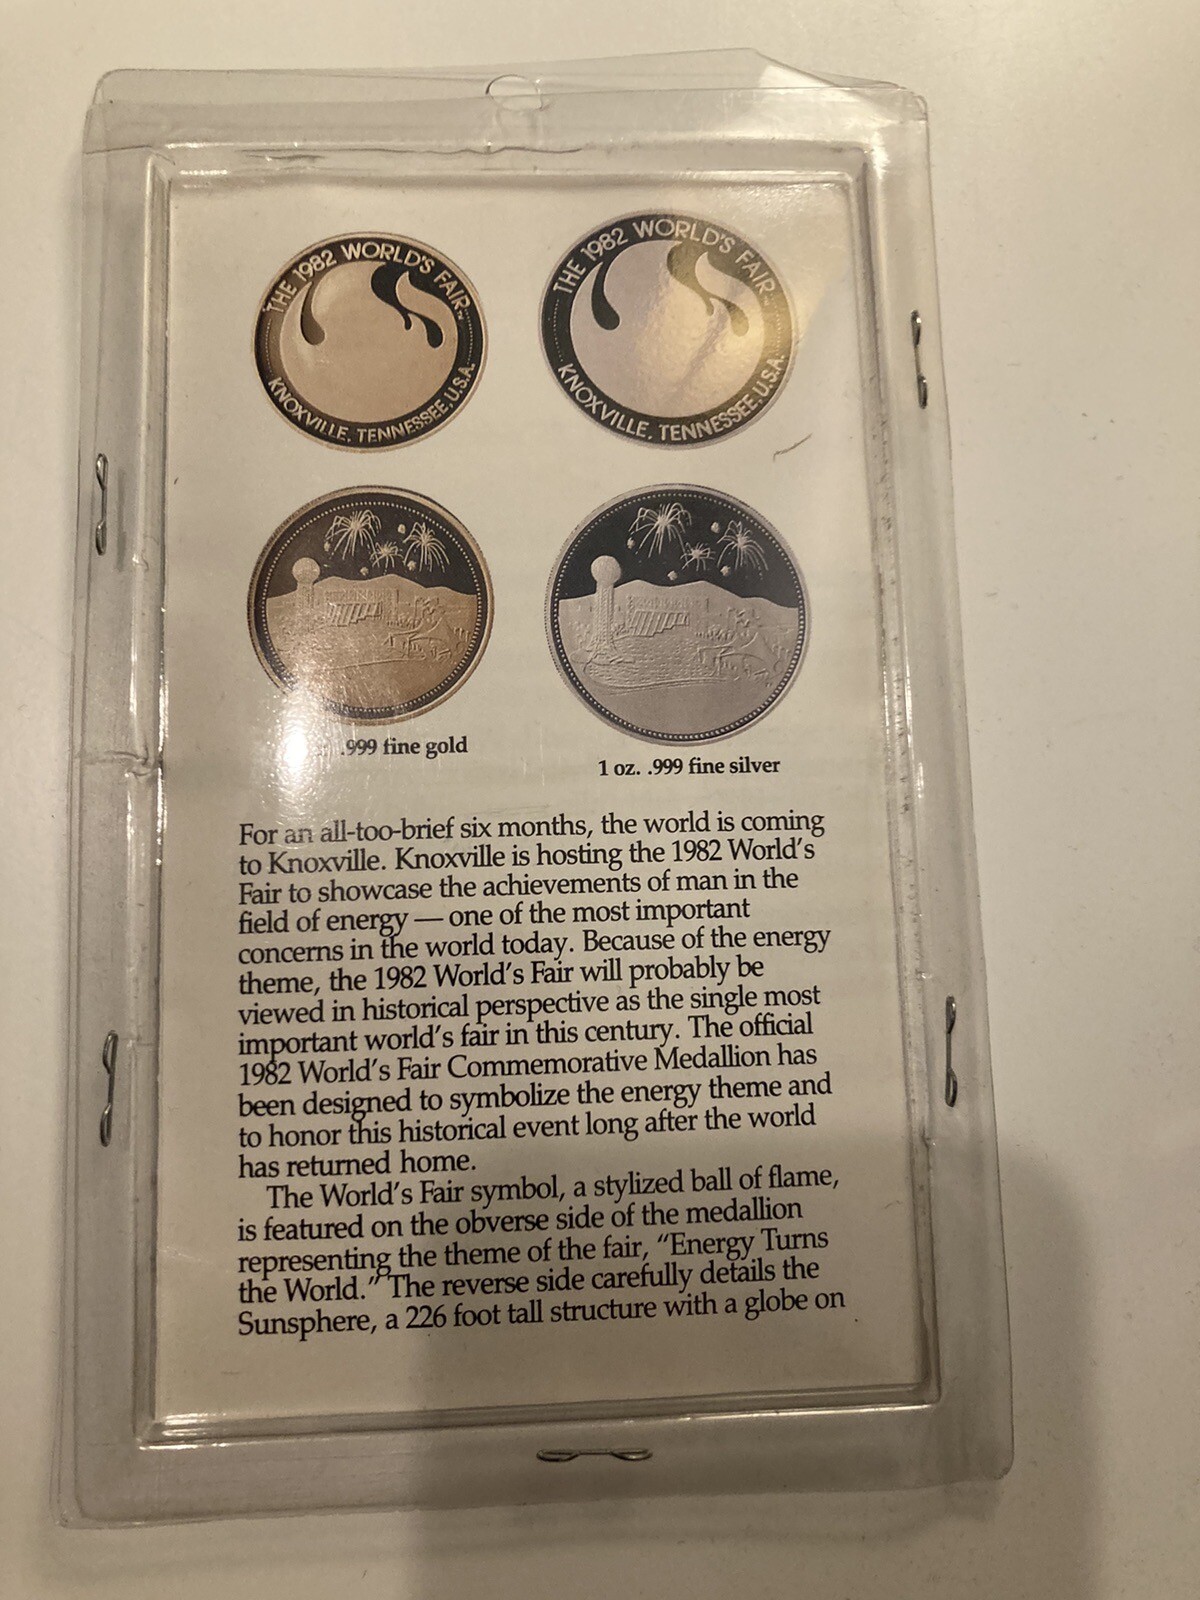 THE 1982 WORLD'S FAIR™
KNOXVILLE, TENNESSEE, U.S.A.
THE 1982 WORLD'S FAIR™
KNOXVILLE, TENNESSEE, U.S.A.
.999 fine gold
1 oz. .999 fine silver
For an all-too-brief six months, the world is coming
to Knoxville. Knoxville is hosting the 1982 World's
Fair to showcase the achievements of man in the
field of energy — one of the most important
concerns in the world today. Because of the energy
theme, the 1982 World's Fair will probably be
viewed in historical perspective as the single most
important world's fair in this century. The official
1982 World's Fair Commemorative Medallion has
been designed to symbolize the energy theme and
to honor this historical event long after the world
has returned home.
The World's Fair symbol, a stylized ball of flame,
is featured on the obverse side of the medallion
representing the theme of the fair, "Energy Turns
the World." The reverse side carefully details the
Sunsphere, a 226 foot tall structure with a globe on